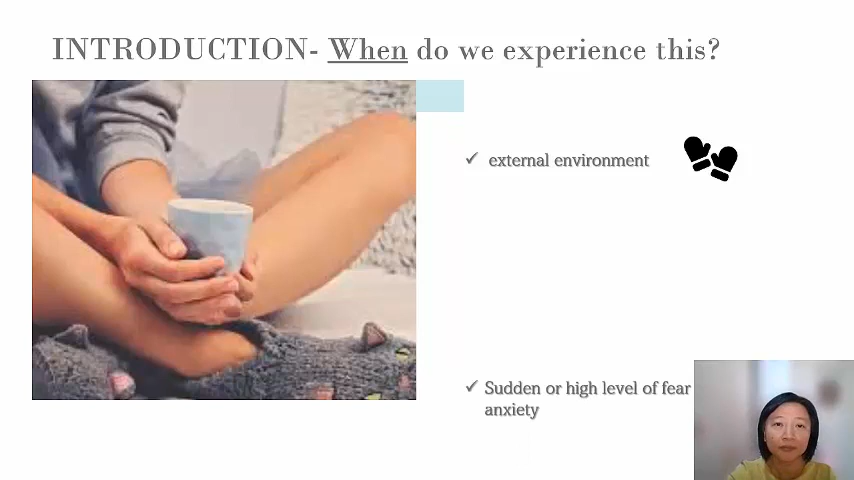 INTRODUCTION- When do we experience this?
✓ external environment
✓ Sudden or high level of fear
anxiety